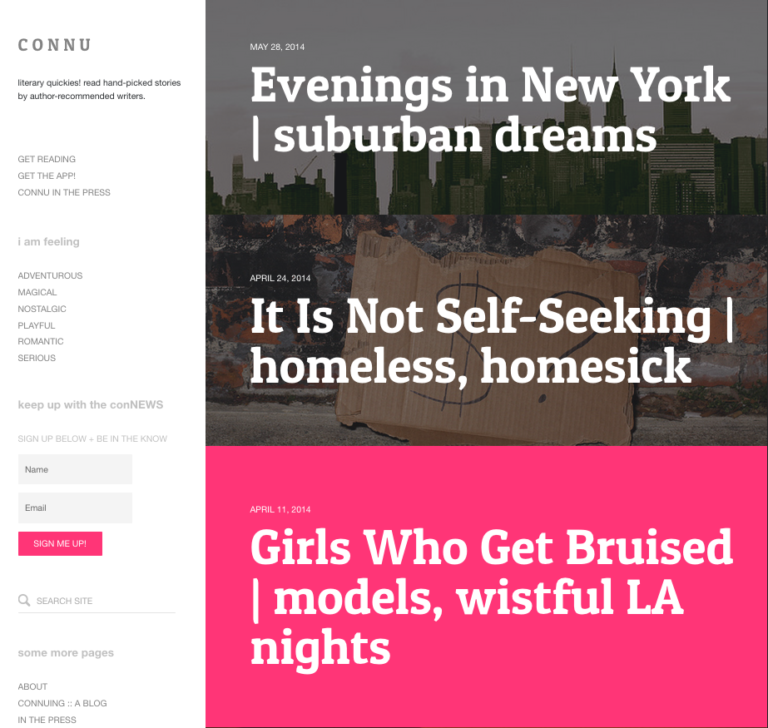 CONNU
literary quickies! read hand-picked stories
by author-recommended writers.
GET READING
GET THE APP!
CONNU IN THE PRESS
i am feeling
ADVENTUROUS
MAGICAL
NOSTALGIC
PLAYFUL
ROMANTIC
SERIOUS
keep up with the conNEWS
SIGN UP BELOW + BE IN THE KNOW
Name
Email
SIGN ME UP!
SEARCH SITE
some more pages
ABOUT
CONNUING :: A BLOG
IN THE PRESS
MAY 28, 2014
Evenings in New York
| suburban dreams
APRIL 24, 2014
It Is Not Self-Seeking |
homeless, homesick
$?
APRIL 11, 2014
Girls Who Get Bruised
| models, wistful LA
nights